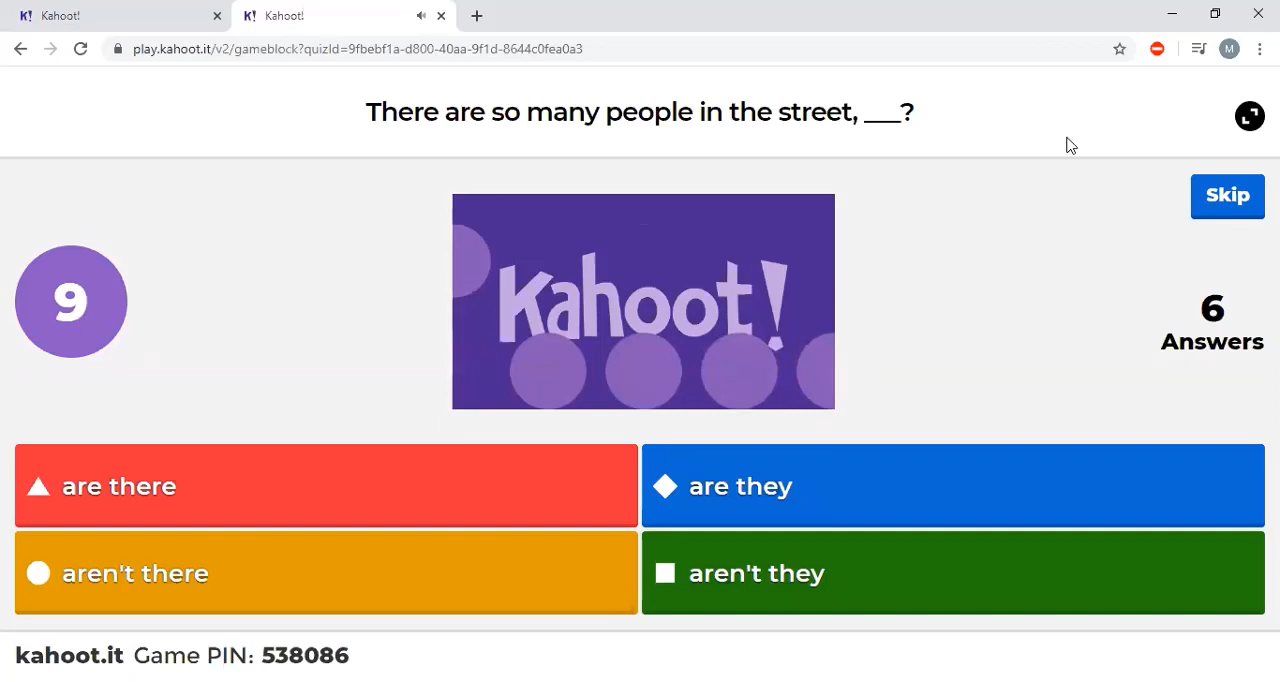 Kahoot!
Kahoot!
play.kahoot.it/v2/gameblock?quizId=9fbebf1a-d800-40aa-9f1d-8644c0fea0a3
M
There are so many people in the street, ___?
Skip
9
Kahoot!
6
Answers
are there
are they
aren't there
aren't they
kahoot.it Game PIN: 538086